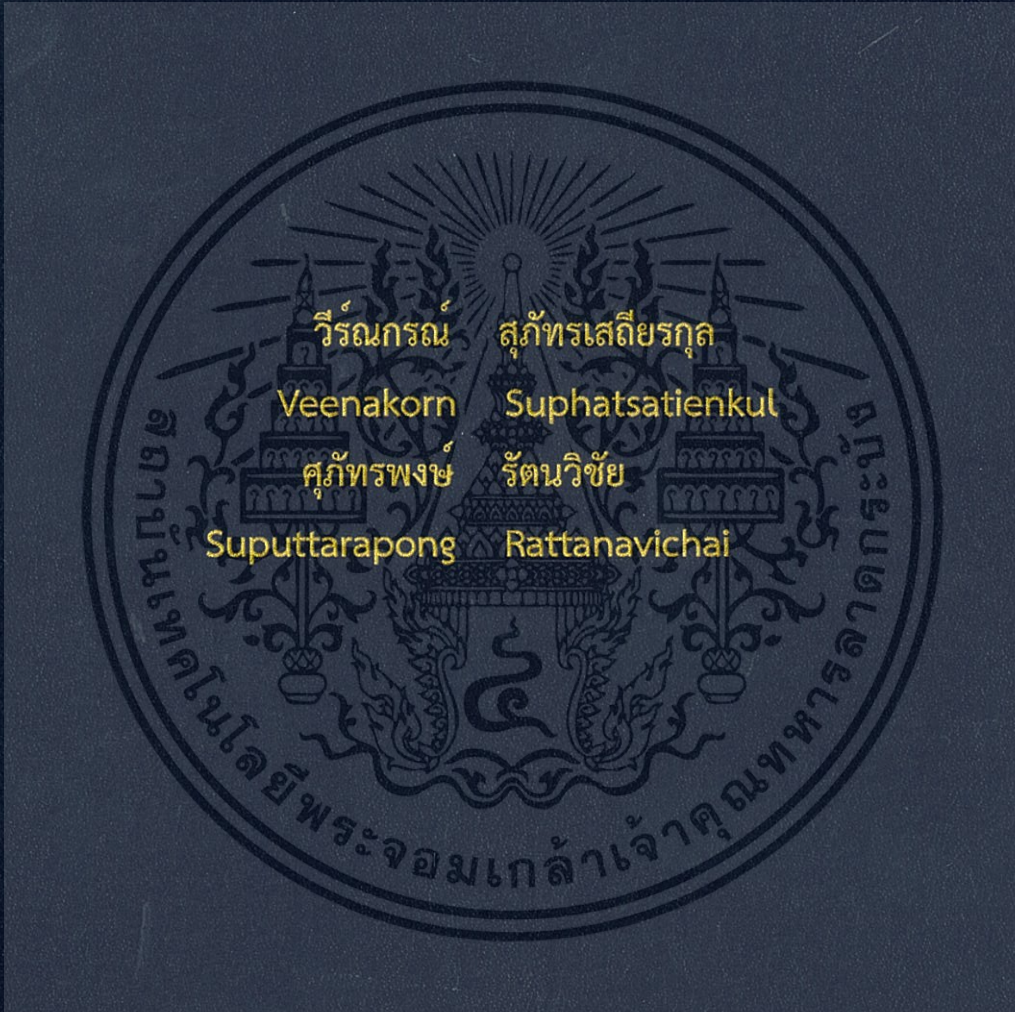 วีร์ณกรณ์ สุภัทรเสถียรกุล
Veenakorn Suphatsatienkul
ศุภัทรพงษ์ รัตนวิชัย
Suputtarapong Rattanavichai
๔
สถาบันเทคโนโลยีพระจอมเกล้าเจ้าคุณทหารลาดกระบัง